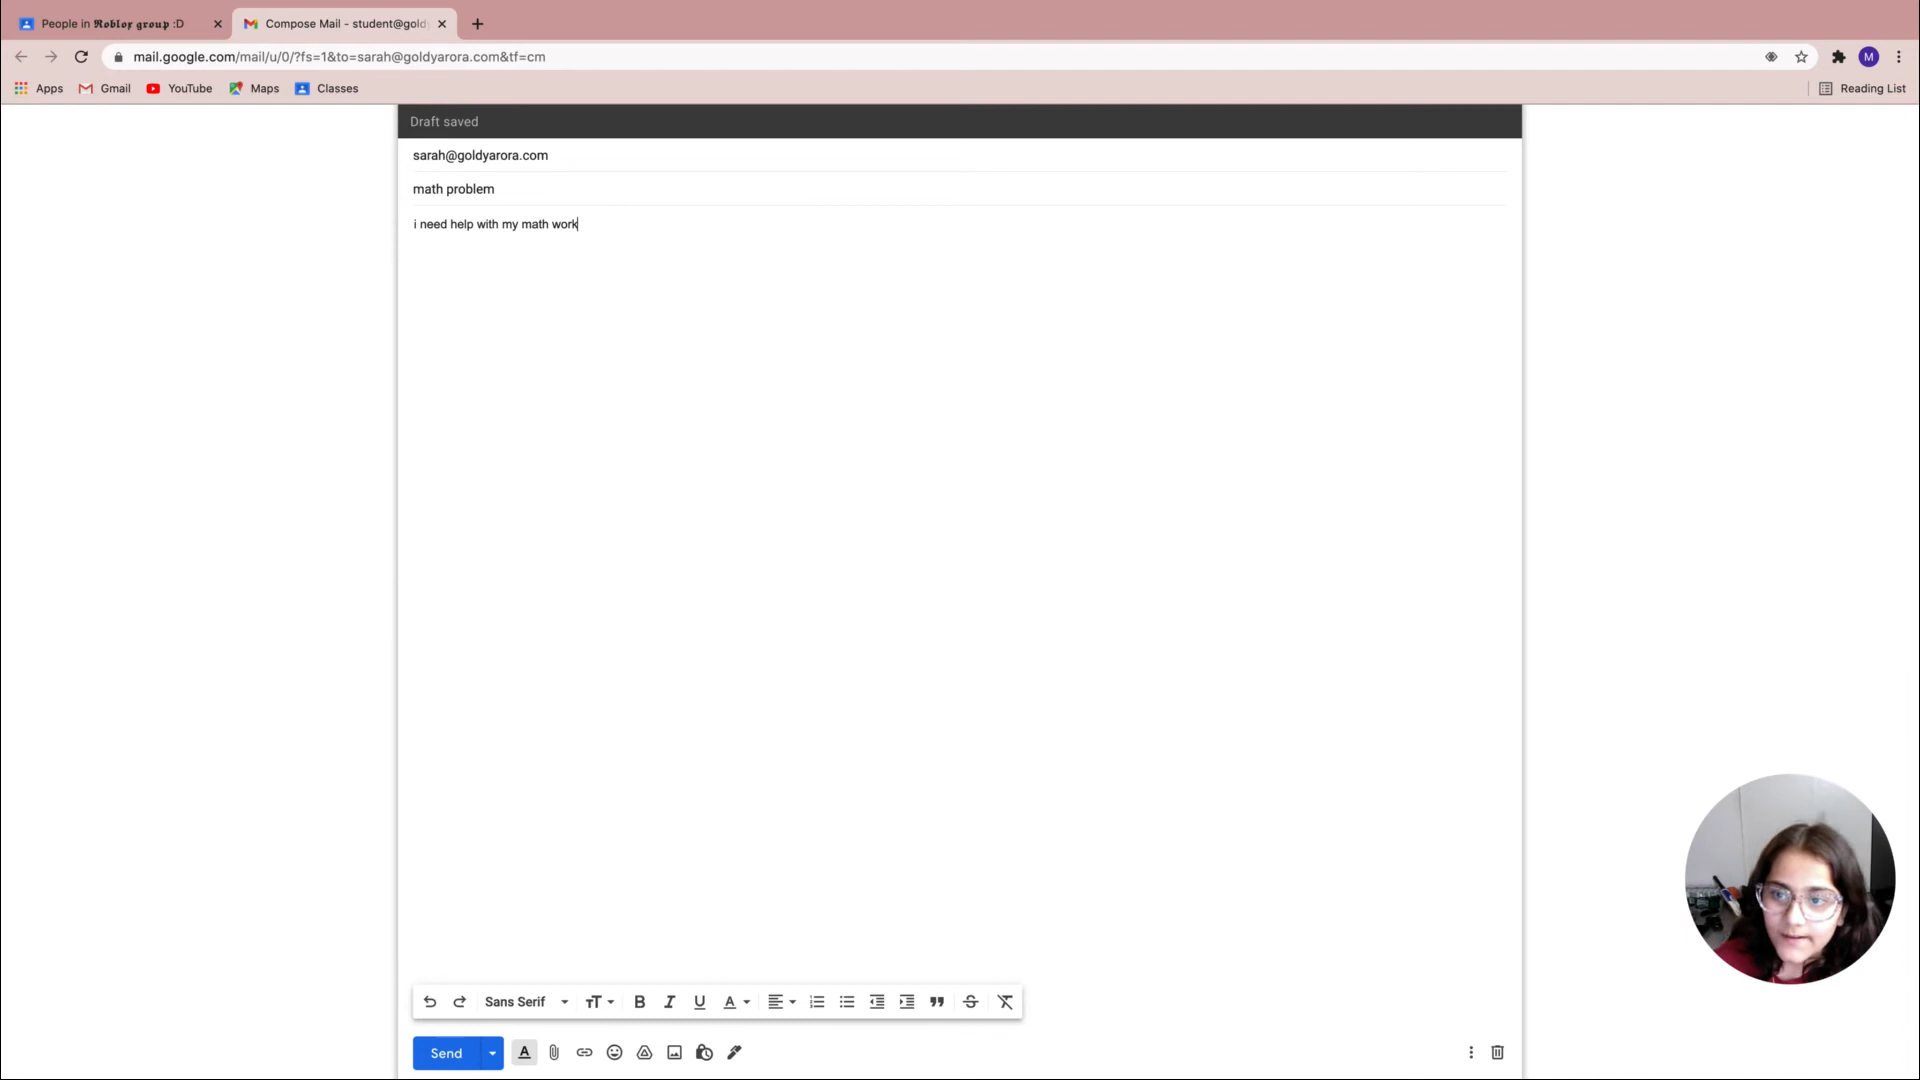 People in 𝕽𝖔𝖇𝖑𝖔𝖝 𝖌𝖗𝖔𝖚𝖕 :D
Compose Mail - student@gold
mail.google.com/mail/u/0/?fs=1&to=sarah@goldyarora.com&tf=cm
M
Apps
Gmail
YouTube
Maps
Classes
Reading List
Draft saved
sarah@goldyarora.com
math problem
i need help with my math work
Sans Serif
Send